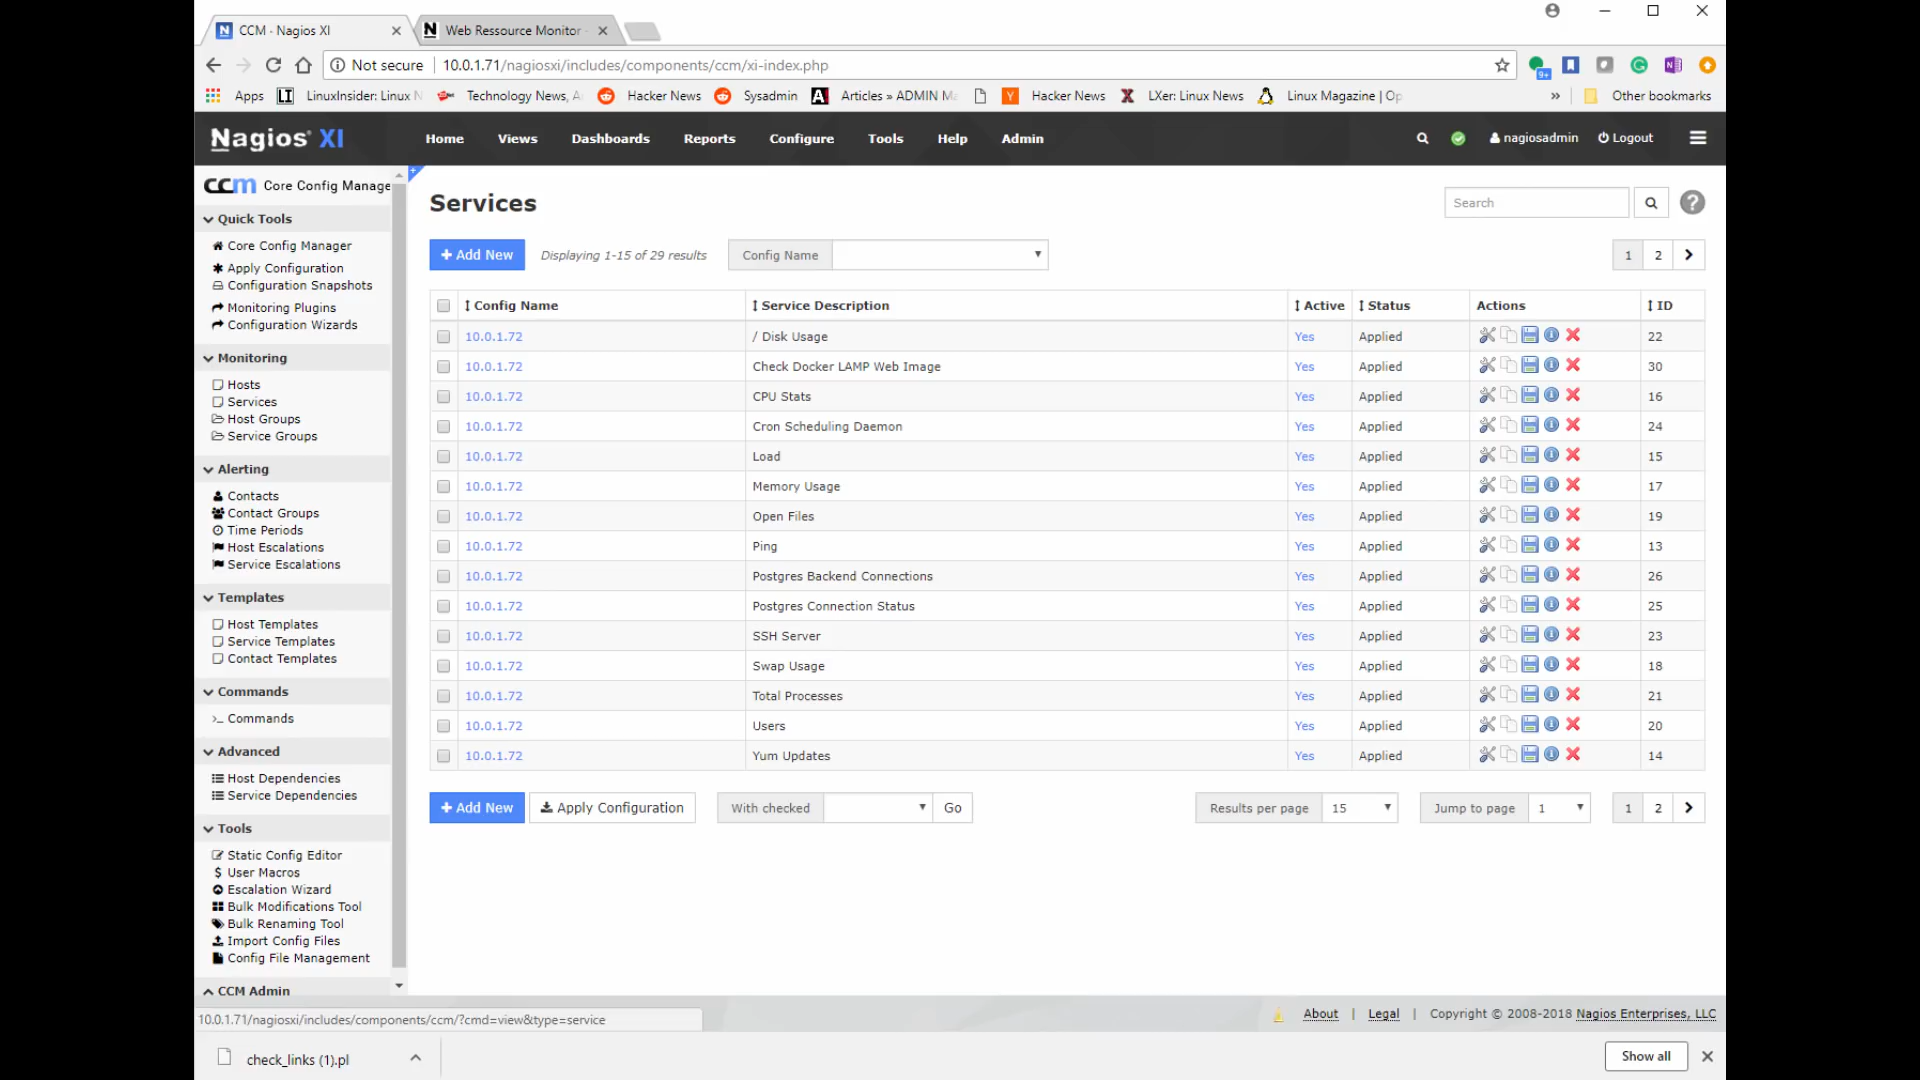 CCM - Nagios XI
Web Ressource Monitor -
Not secure 10.0.1.71/nagiosxi/includes/components/ccm/xi-index.php
9+
Apps LinuxInsider: Linux N Technology News, A Hacker News Sysadmin Articles » ADMIN Ma Hacker News LXer: Linux News Linux Magazine | Op » Other bookmarks
Nagios® XI Home Views Dashboards Reports Configure Tools Help Admin nagiosadmin Logout
ccm Core Config Manage
Quick Tools
Core Config Manager
Apply Configuration
Configuration Snapshots
Monitoring Plugins
Configuration Wizards
Monitoring
Hosts
Services
Host Groups
Service Groups
Alerting
Contacts
Contact Groups
Time Periods
Host Escalations
Service Escalations
Templates
Host Templates
Service Templates
Contact Templates
Commands
>_ Commands
Advanced
Host Dependencies
Service Dependencies
Tools
Static Config Editor
$ User Macros
Escalation Wizard
Bulk Modifications Tool
Bulk Renaming Tool
Import Config Files
Config File Management
CCM Admin
Services
Search
+ Add New Displaying 1-15 of 29 results Config Name 1 2
Config Name Service Description Active Status Actions ID
10.0.1.72 / Disk Usage Yes Applied 22
10.0.1.72 Check Docker LAMP Web Image Yes Applied 30
10.0.1.72 CPU Stats Yes Applied 16
10.0.1.72 Cron Scheduling Daemon Yes Applied 24
10.0.1.72 Load Yes Applied 15
10.0.1.72 Memory Usage Yes Applied 17
10.0.1.72 Open Files Yes Applied 19
10.0.1.72 Ping Yes Applied 13
10.0.1.72 Postgres Backend Connections Yes Applied 26
10.0.1.72 Postgres Connection Status Yes Applied 25
10.0.1.72 SSH Server Yes Applied 23
10.0.1.72 Swap Usage Yes Applied 18
10.0.1.72 Total Processes Yes Applied 21
10.0.1.72 Users Yes Applied 20
10.0.1.72 Yum Updates Yes Applied 14
+ Add New Apply Configuration With checked Go Results per page 15 Jump to page 1 1 2
About | Legal | Copyright © 2008-2018 Nagios Enterprises, LLC
10.0.1.71/nagiosxi/includes/components/ccm/?cmd=view&type=service
check_links (1).pl
Show all